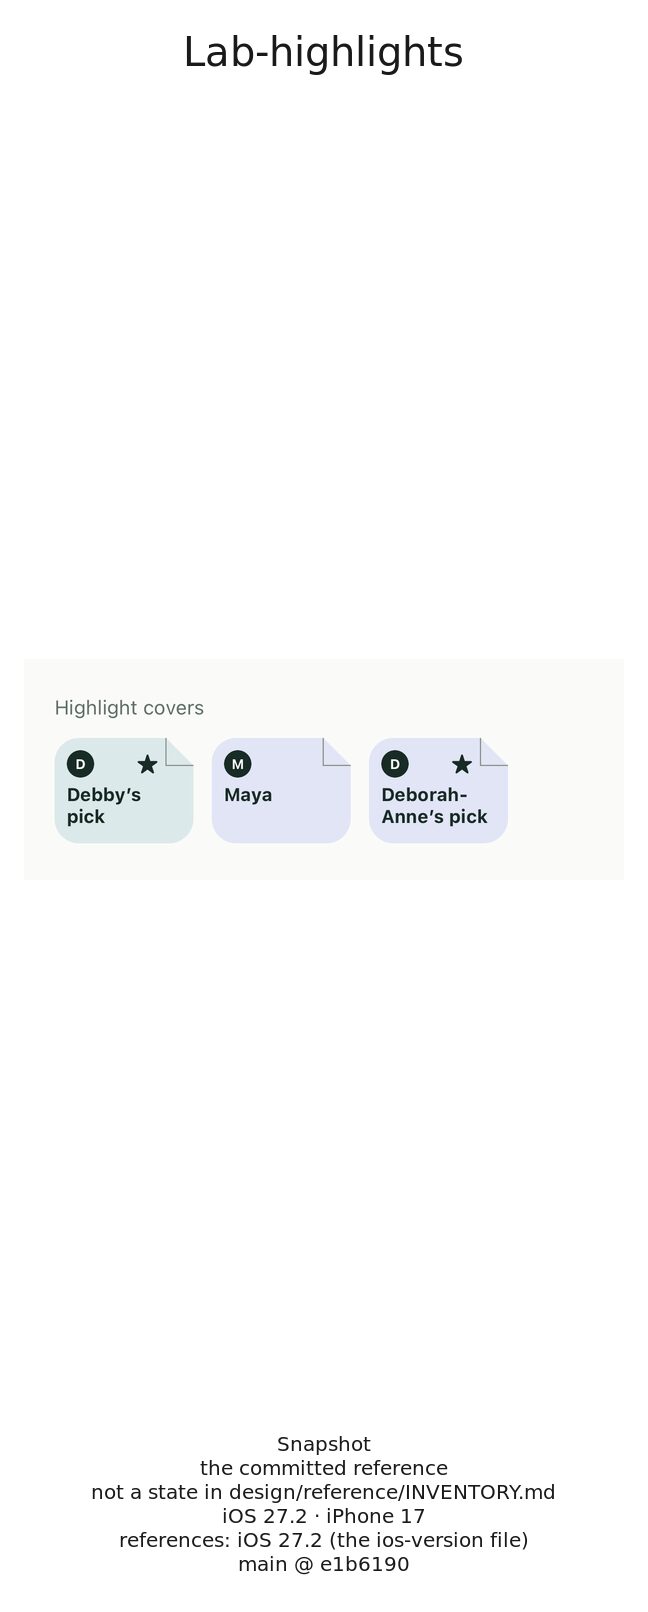 Lab-highlights
Highlight covers
D
Debby’s
pick
M
Maya
D
Deborah-
Anne’s pick
Snapshot
the committed reference
not a state in design/reference/INVENTORY.md
iOS 27.2 · iPhone 17
references: iOS 27.2 (the ios-version file)
main @ e1b6190